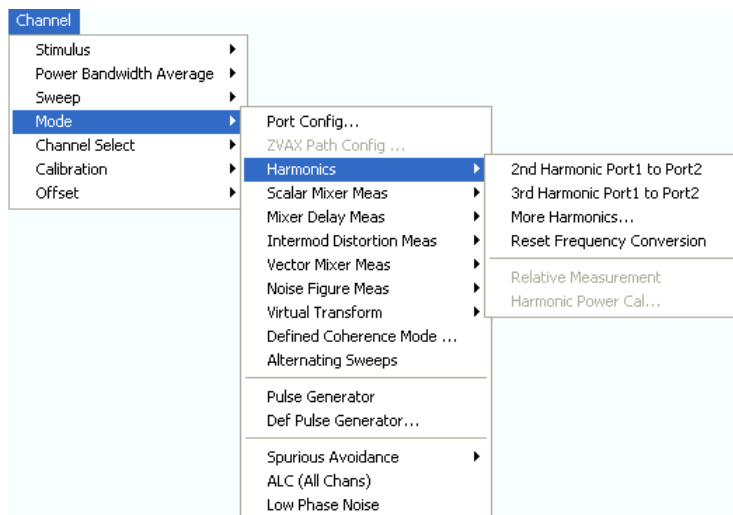 Channel
Stimulus
Power Bandwidth Average
Sweep
Mode
Channel Select
Calibration
Offset
Port Config...
ZVAX Path Config ...
Harmonics
Scalar Mixer Meas
Mixer Delay Meas
Intermod Distortion Meas
Vector Mixer Meas
Noise Figure Meas
Virtual Transform
Defined Coherence Mode ...
Alternating Sweeps
Pulse Generator
Def Pulse Generator...
Spurious Avoidance
ALC (All Chans)
Low Phase Noise
2nd Harmonic Port1 to Port2
3rd Harmonic Port1 to Port2
More Harmonics...
Reset Frequency Conversion
Relative Measurement
Harmonic Power Cal...